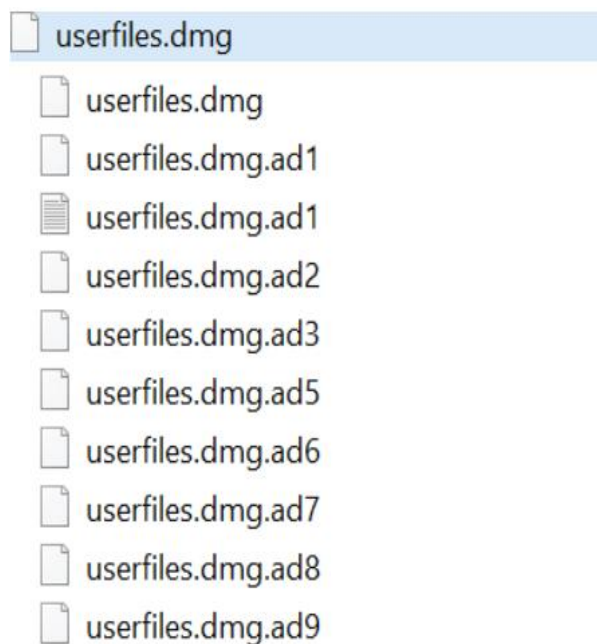 userfiles.dmg
userfiles.dmg
userfiles.dmg.ad1
userfiles.dmg.ad1
userfiles.dmg.ad2
userfiles.dmg.ad3
userfiles.dmg.ad5
userfiles.dmg.ad6
userfiles.dmg.ad7
userfiles.dmg.ad8
userfiles.dmg.ad9